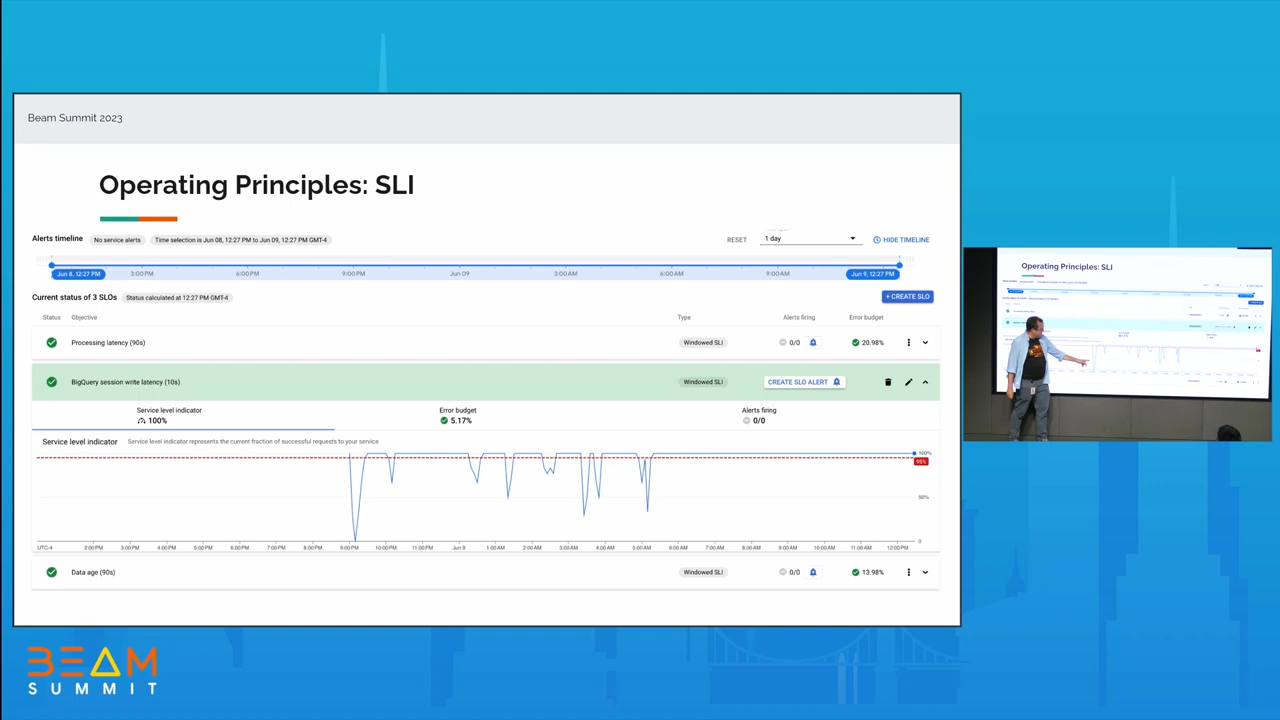 Beam Summit 2023
Operating Principles: SLI
Alerts timeline No service alerts Time selection is Jun 08, 12:27 PM to Jun 09, 12:27 PM GMT-4 RESET 1 day HIDE TIMELINE
Jun 8, 12:27 PM 3:00 PM 6:00 PM 9:00 PM Jun 09 3:00 AM 6:00 AM 9:00 AM Jun 9, 12:27 PM
Current status of 3 SLOs Status calculated at 12:27 PM GMT-4 + CREATE SLO
Status Objective Type Alerts firing Error budget
Processing latency (90s) Windowed SLI 0/0 20.98%
BigQuery session write latency (10s) Windowed SLI CREATE SLO ALERT
Service level indicator Error budget Alerts firing
100% 5.17% 0/0
Service level indicator Service level indicator represents the current fraction of successful requests to your service
100%
95%
50%
0
UTC-4 2:00 PM 3:00 PM 4:00 PM 5:00 PM 6:00 PM 7:00 PM 8:00 PM 9:00 PM 10:00 PM 11:00 PM Jun 9 1:00 AM 2:00 AM 3:00 AM 4:00 AM 5:00 AM 6:00 AM 7:00 AM 8:00 AM 9:00 AM 10:00 AM 11:00 AM 12:00 PM
Data age (90s) Windowed SLI 0/0 13.98%
Operating Principles: SLI
BEAM
SUMMIT